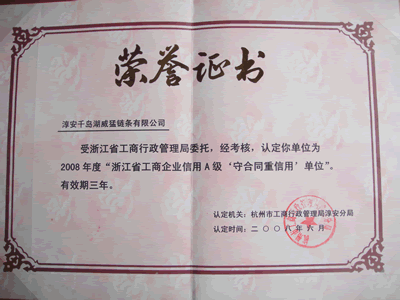 荣誉证书
淳安千岛湖威猛链条有限公司
受浙江省工商行政管理局委托，经考核，认定你单位为
2008年度“浙江省工商企业信用A级‘守合同重信用’单位”。
有效期三年。
认定机关：杭州市工商行政管理局淳安分局
认定时间：二〇〇八年六月